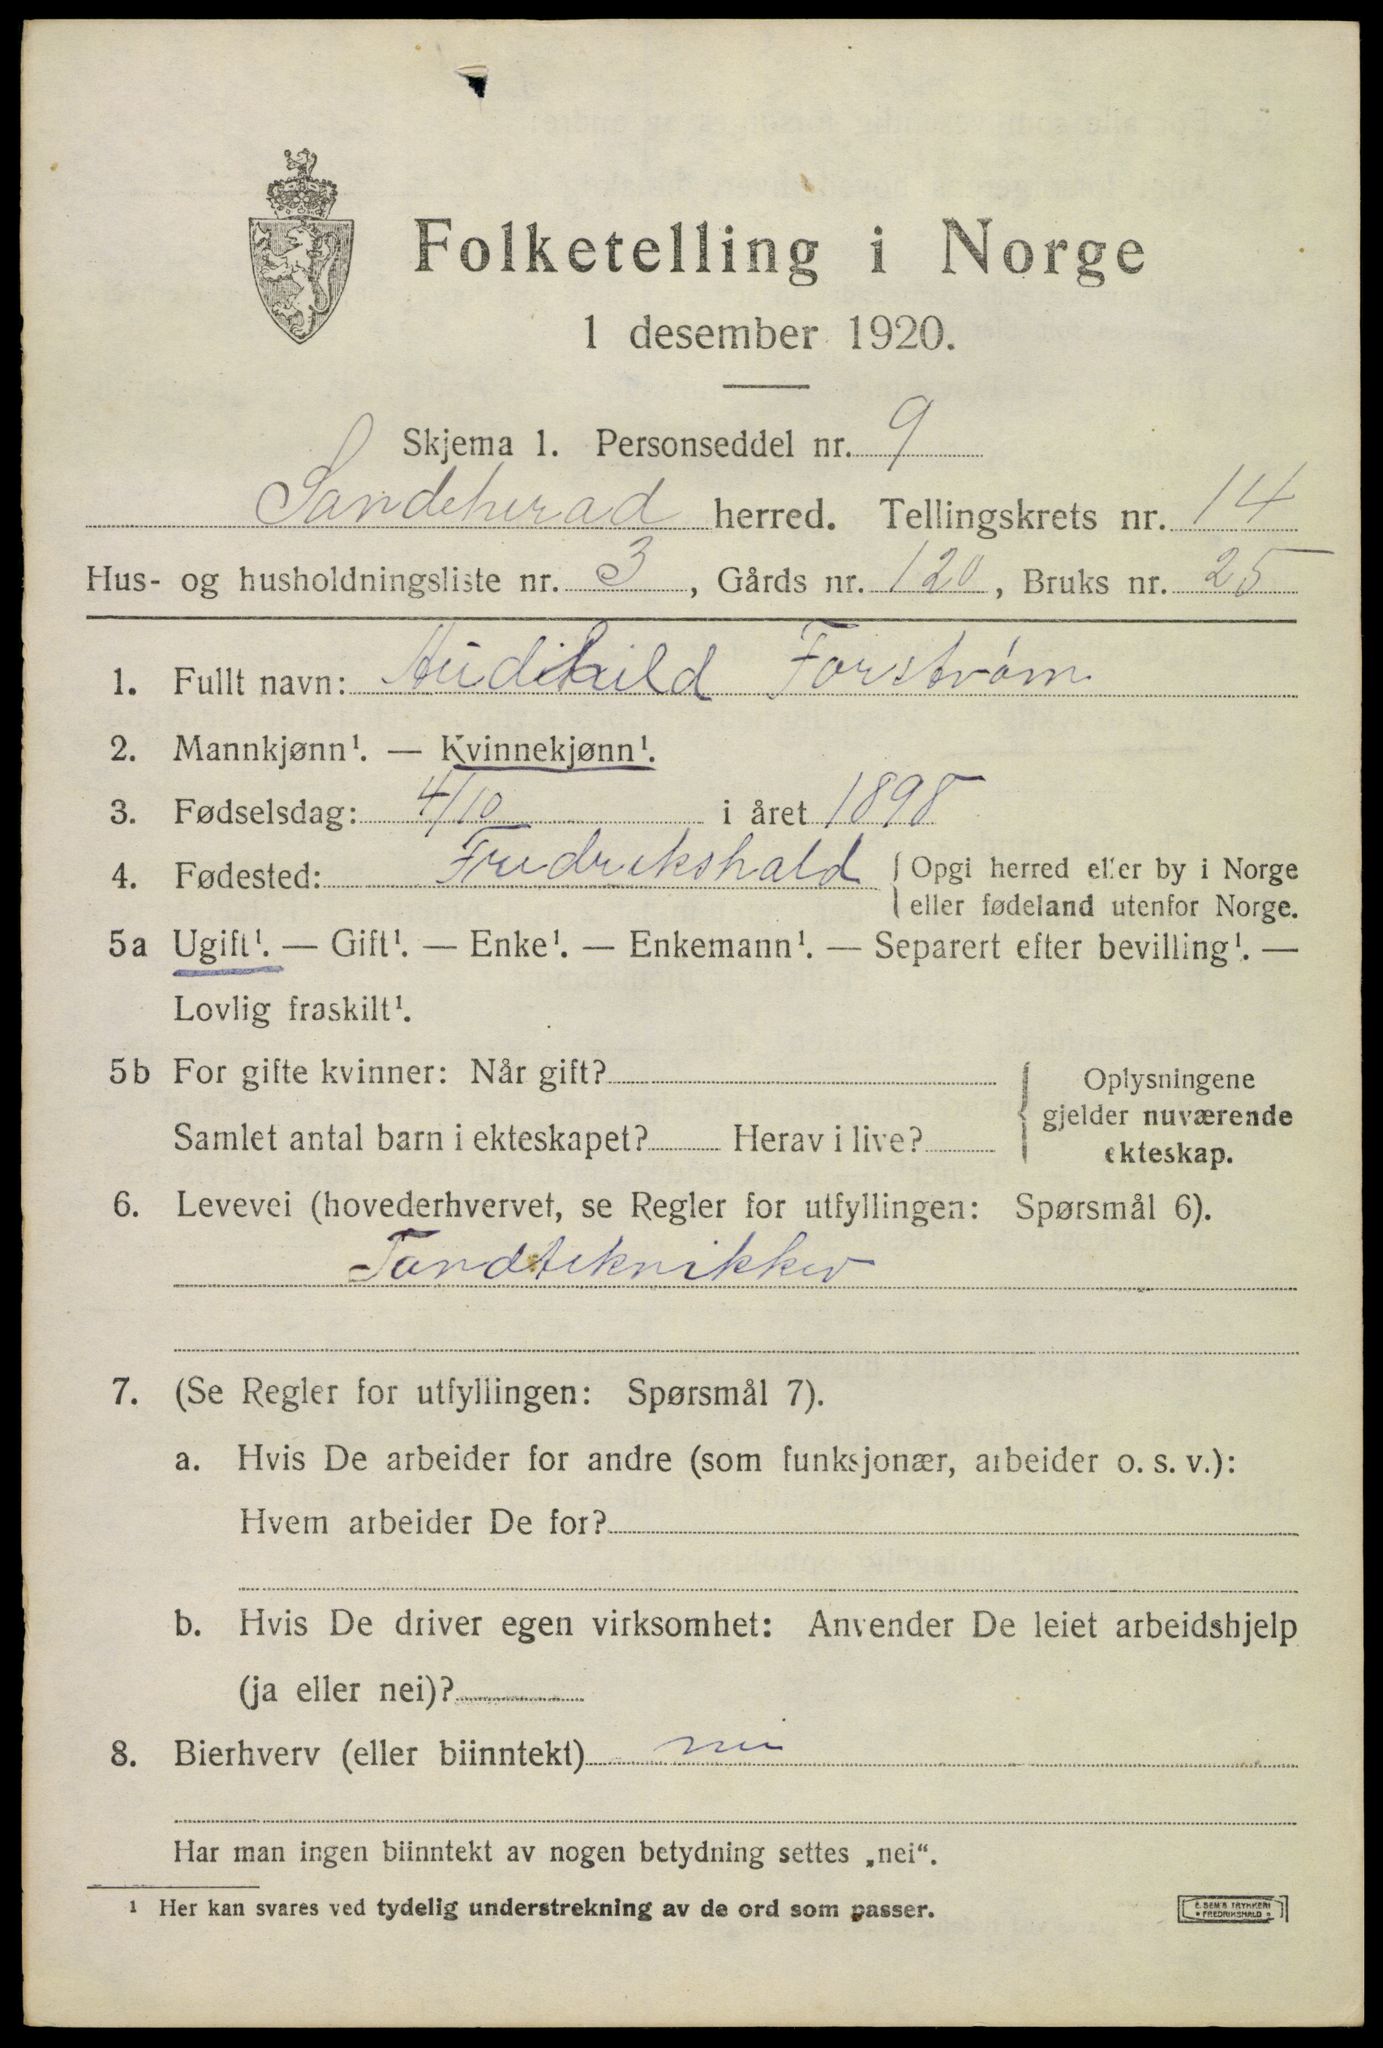 Folketelling i Norge
1 desember 1920.
Skjema 1. Personseddel nr. 9
Sandeherad herred. Tellingskrets nr. 14
Hus- og husholdningsliste nr. 3, Gårds nr. 120, Bruks nr. 25
1. Fullt navn: Audihild Forstrøm
2. Mannkjønn¹. — Kvinnekjønn¹.
3. Fødselsdag: 4/10 i året 1898
4. Fødested: Fredrikshald { Opgi herred eller by i Norge
eller fødeland utenfor Norge.
5a Ugift¹. — Gift¹. — Enke¹. — Enkemann¹. — Separert efter bevilling¹. —
Lovlig fraskilt¹.
5b For gifte kvinner: Når gift? { Oplysningene
gjelder nuværende
Samlet antal barn i ekteskapet? Herav i live? ekteskap.
6. Levevei (hovederhvervet, se Regler for utfyllingen: Spørsmål 6).
Tandteknikker
7. (Se Regler for utfyllingen: Spørsmål 7).
a. Hvis De arbeider for andre (som funksjonær, arbeider o. s. v.):
Hvem arbeider De for?
b. Hvis De driver egen virksomhet: Anvender De leiet arbeidshjelp
(ja eller nei)?
8. Bierhverv (eller biinntekt) nei
Har man ingen biinntekt av nogen betydning settes „nei“.
¹ Her kan svares ved tydelig understrekning av de ord som passer.
E. SEM'S TRYKKERI
FREDRIKSHALD